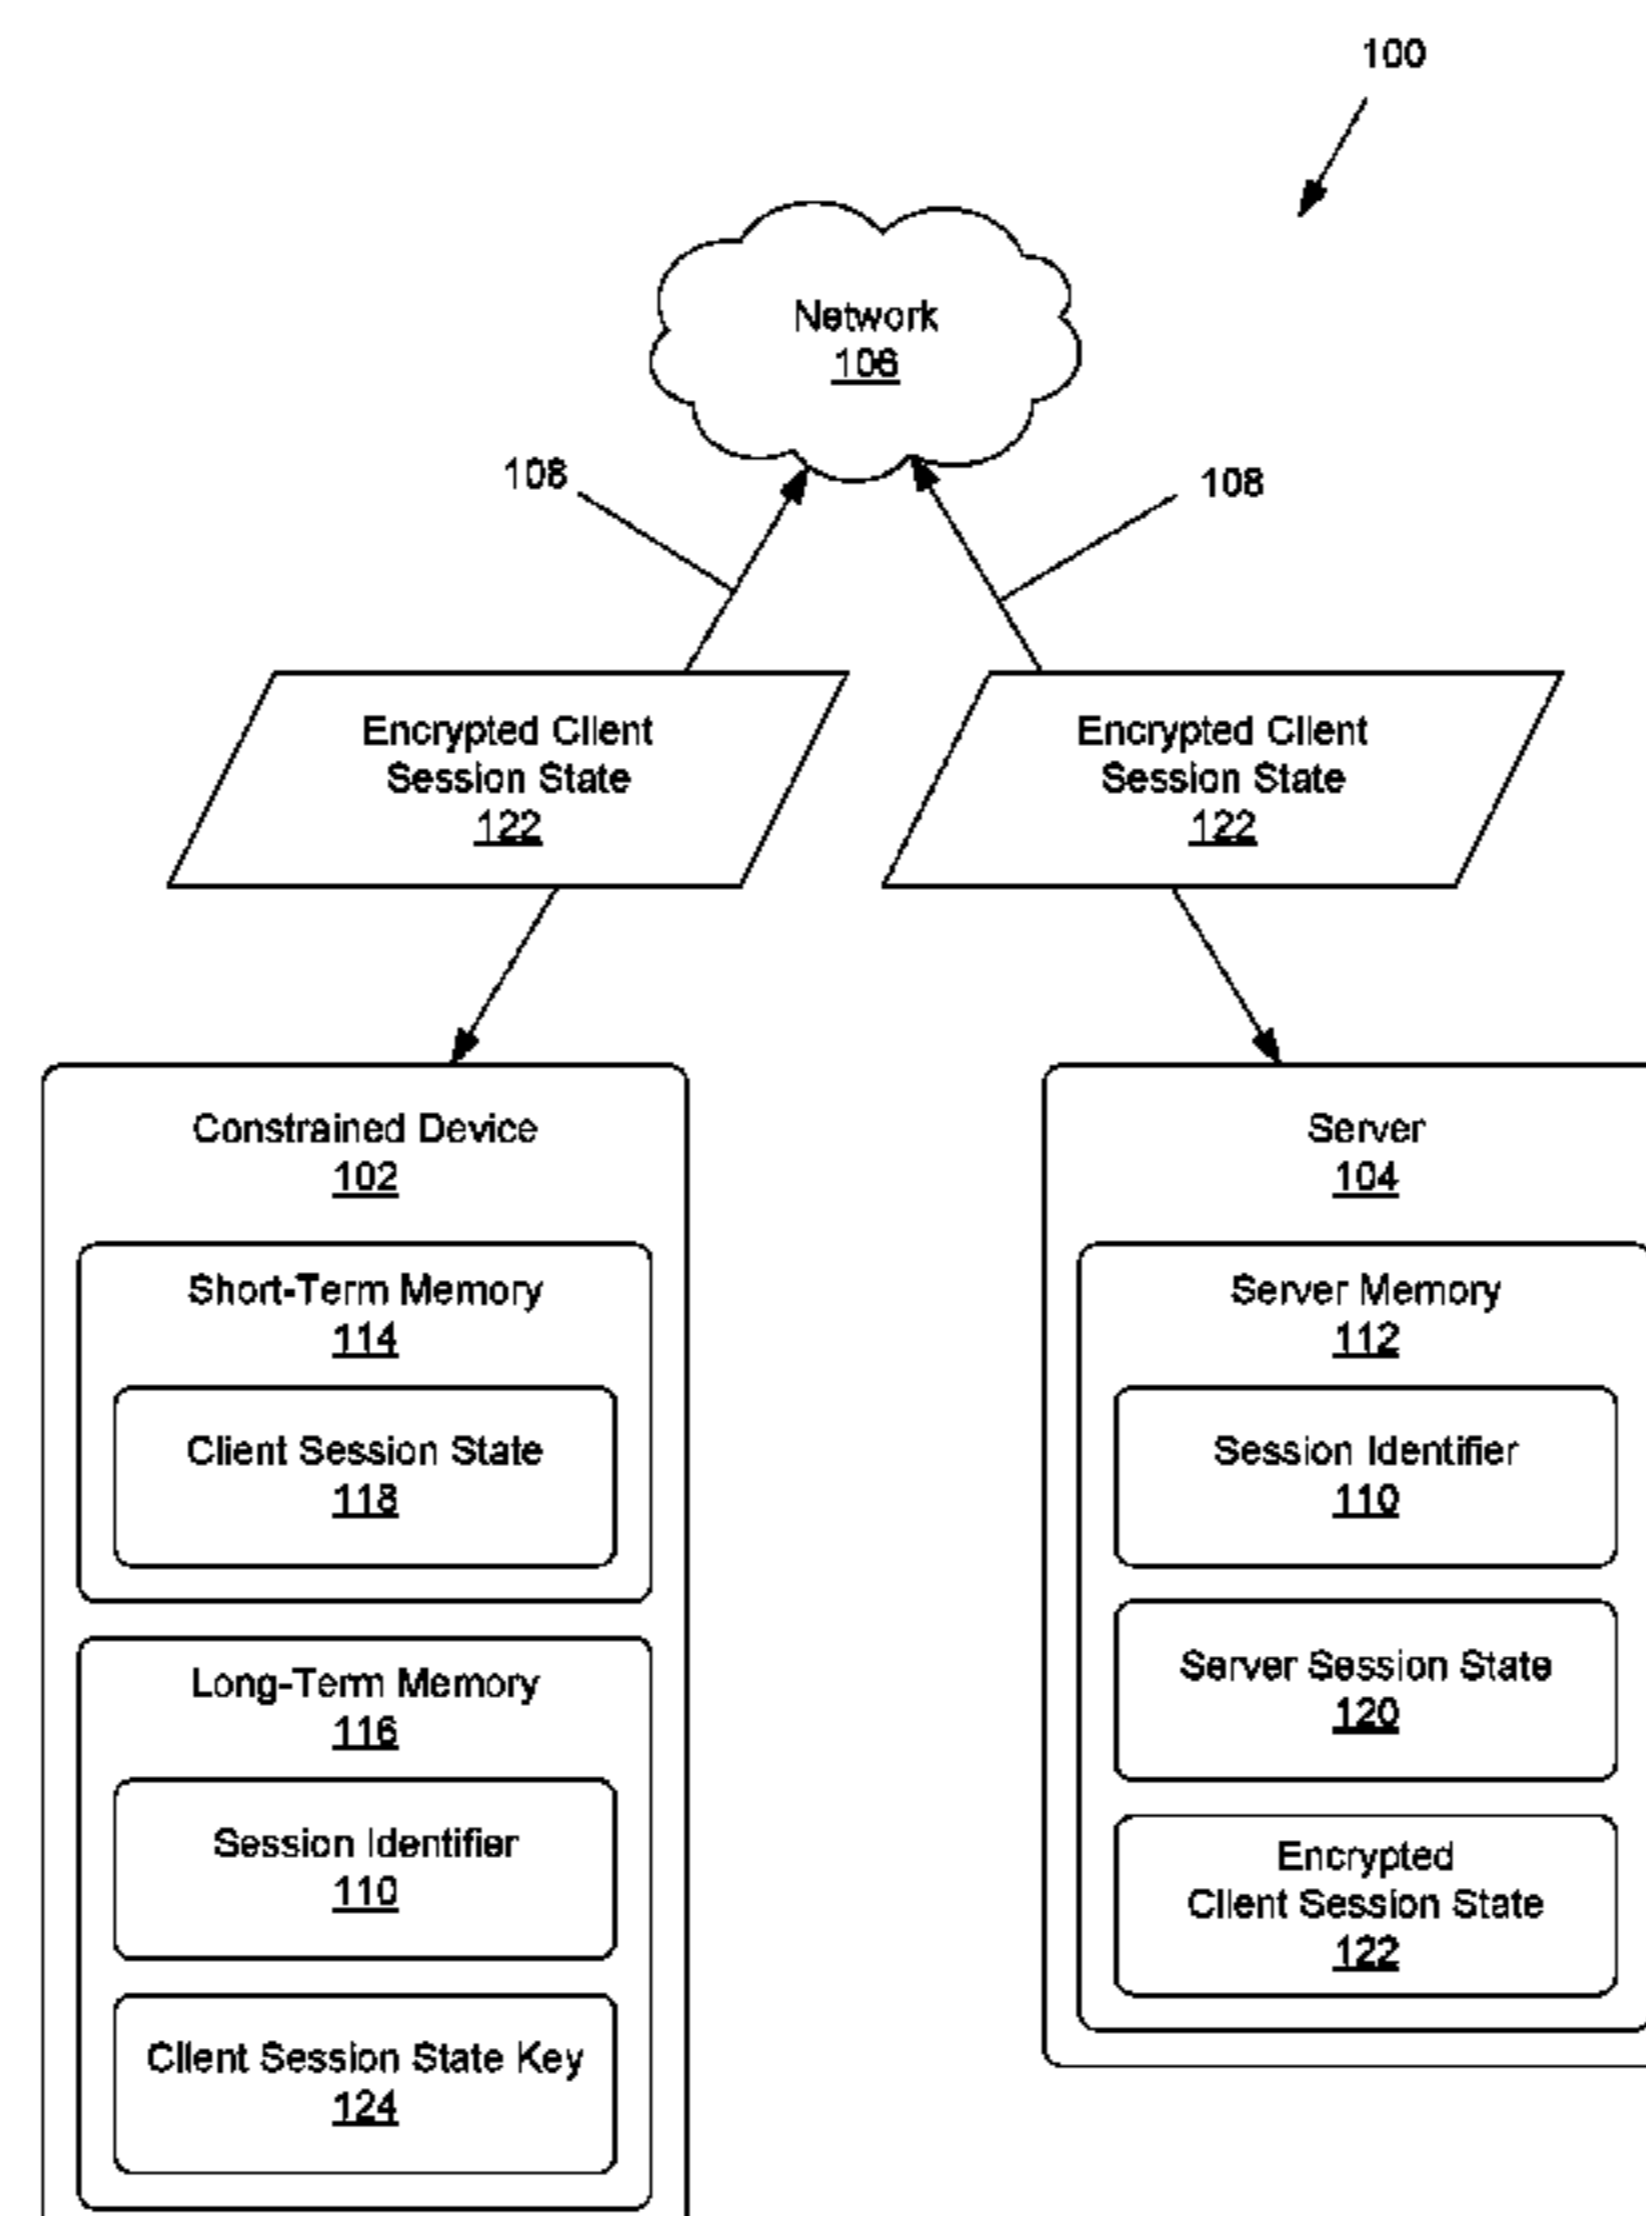 100
Network
106
108
108
Encrypted Client
Session State
122
Encrypted Client
Session State
122
Constrained Device
102
Short-Term Memory
114
Client Session State
118
Long-Term Memory
116
Session Identifier
110
Client Session State Key
124
Server
104
Server Memory
112
Session Identifier
110
Server Session State
120
Encrypted
Client Session State
122